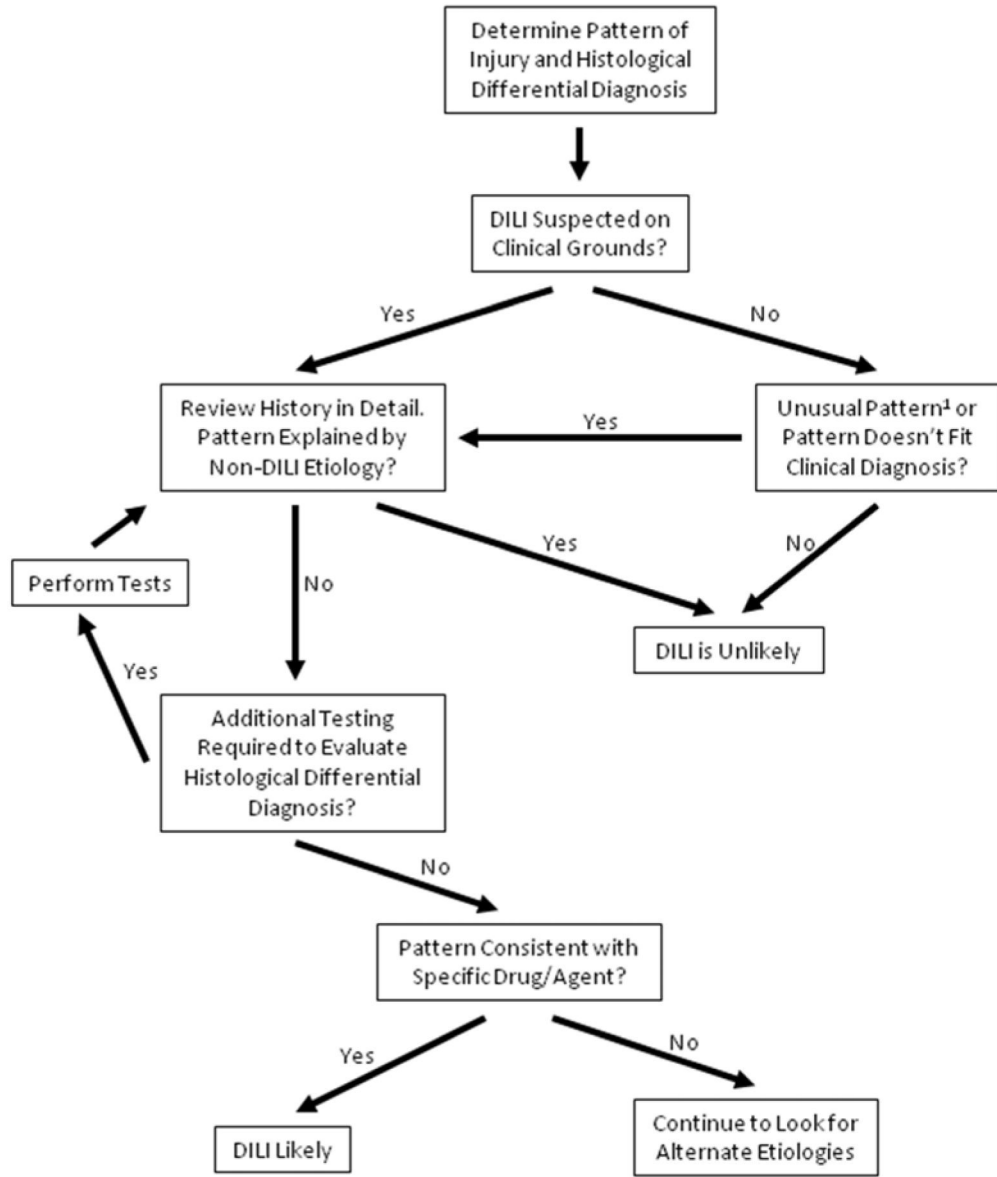 Determine Pattern of
Injury and Histological
Differential Diagnosis
DILI Suspected on
Clinical Grounds?
Yes
No
Review History in Detail.
Pattern Explained by
Non-DILI Etiology?
Yes
Unusual Pattern¹ or
Pattern Doesn't Fit
Clinical Diagnosis?
Perform Tests
No
Yes
No
DILI is Unlikely
Yes
Additional Testing
Required to Evaluate
Histological Differential
Diagnosis?
No
Pattern Consistent with
Specific Drug/Agent?
Yes
No
DILI Likely
Continue to Look for
Alternate Etiologies